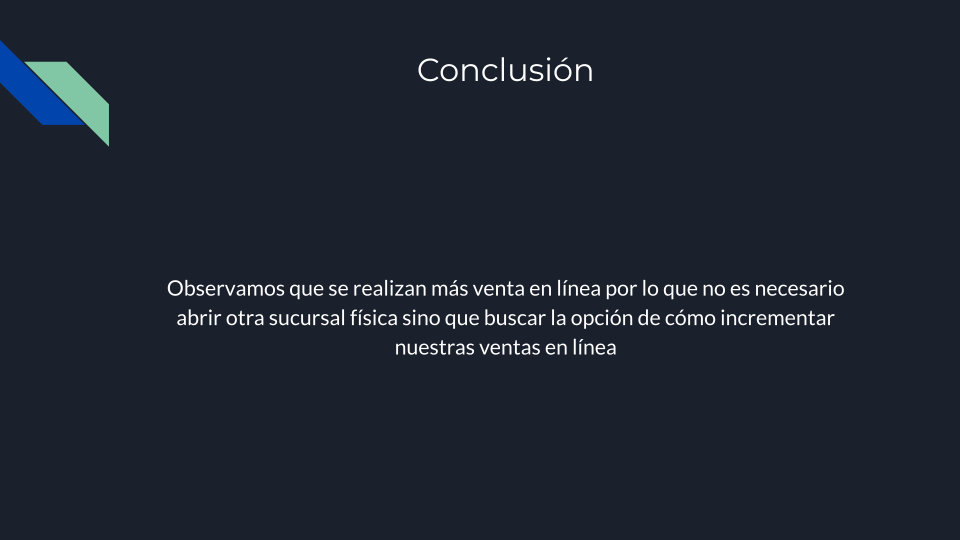 Conclusión
Observamos que se realizan más venta en línea por lo que no es necesario
abrir otra sucursal física sino que buscar la opción de cómo incrementar
nuestras ventas en línea